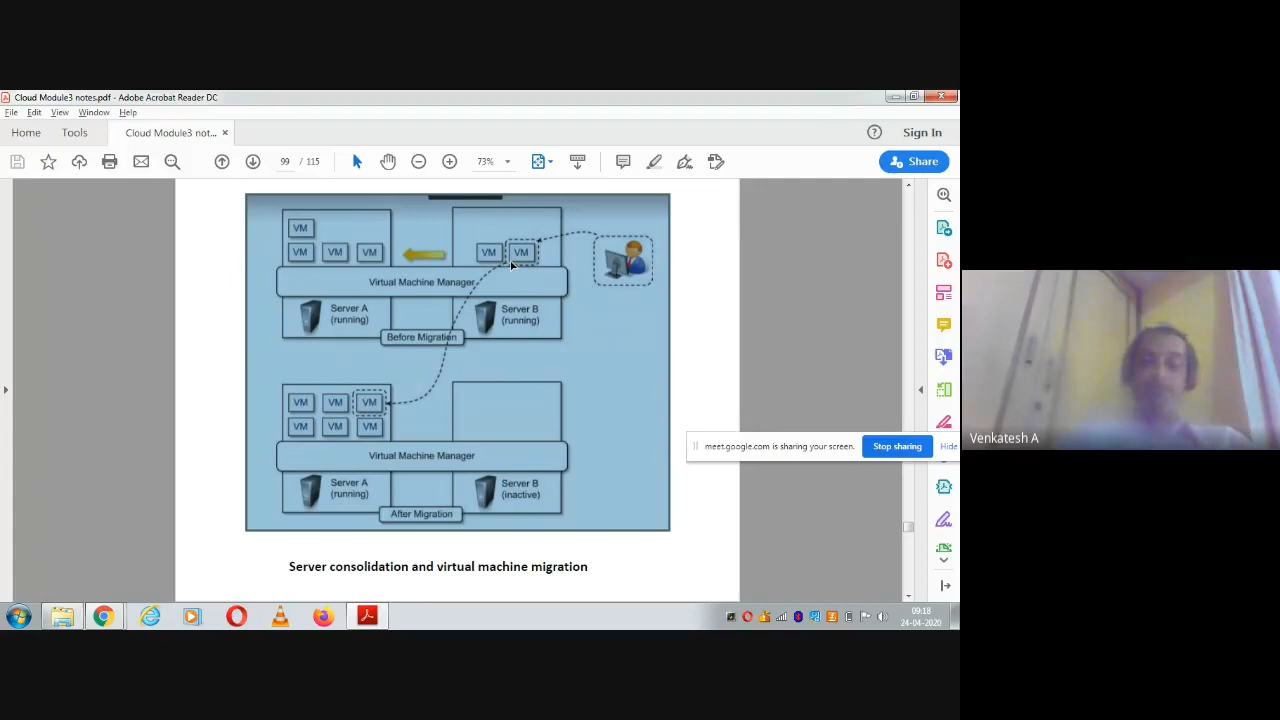 Cloud Module3 notes.pdf - Adobe Acrobat Reader DC
File Edit View Window Help
Home Tools Cloud Module3 not... × Sign In
99 / 115 73% Share
VM
VM VM VM VM VM
Virtual Machine Manager
Server A
(running)
Server B
(running)
Before Migration
VM VM VM
VM VM VM
Virtual Machine Manager
Server A
(running)
Server B
(inactive)
After Migration
Server consolidation and virtual machine migration
meet.google.com is sharing your screen. Stop sharing Hide
Venkatesh A
09:18
24-04-2020